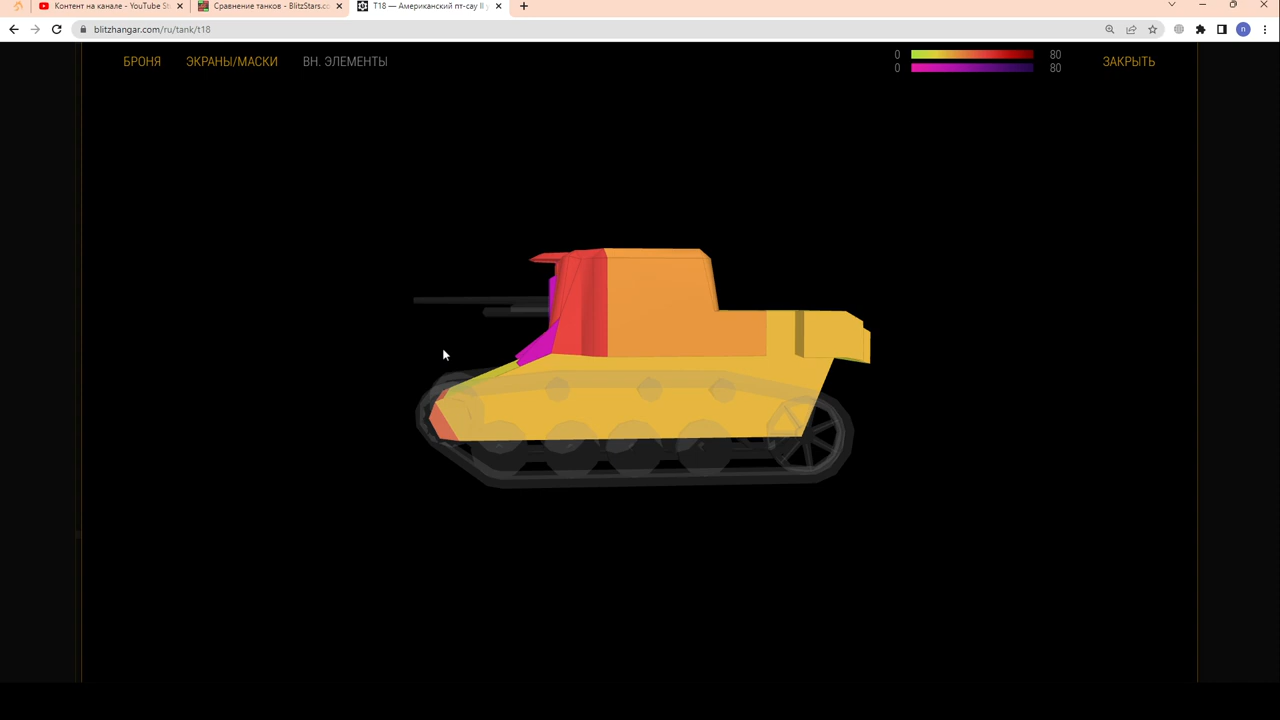 Контент на канале - YouTube St
Сравнение танков - BlitzStars.co
T18 — Американский пт-сау II у
blitzhangar.com/ru/tank/t18
n
БРОНЯ ЭКРАНЫ/МАСКИ ВН. ЭЛЕМЕНТЫ 0 80 ЗАКРЫТЬ
0 80